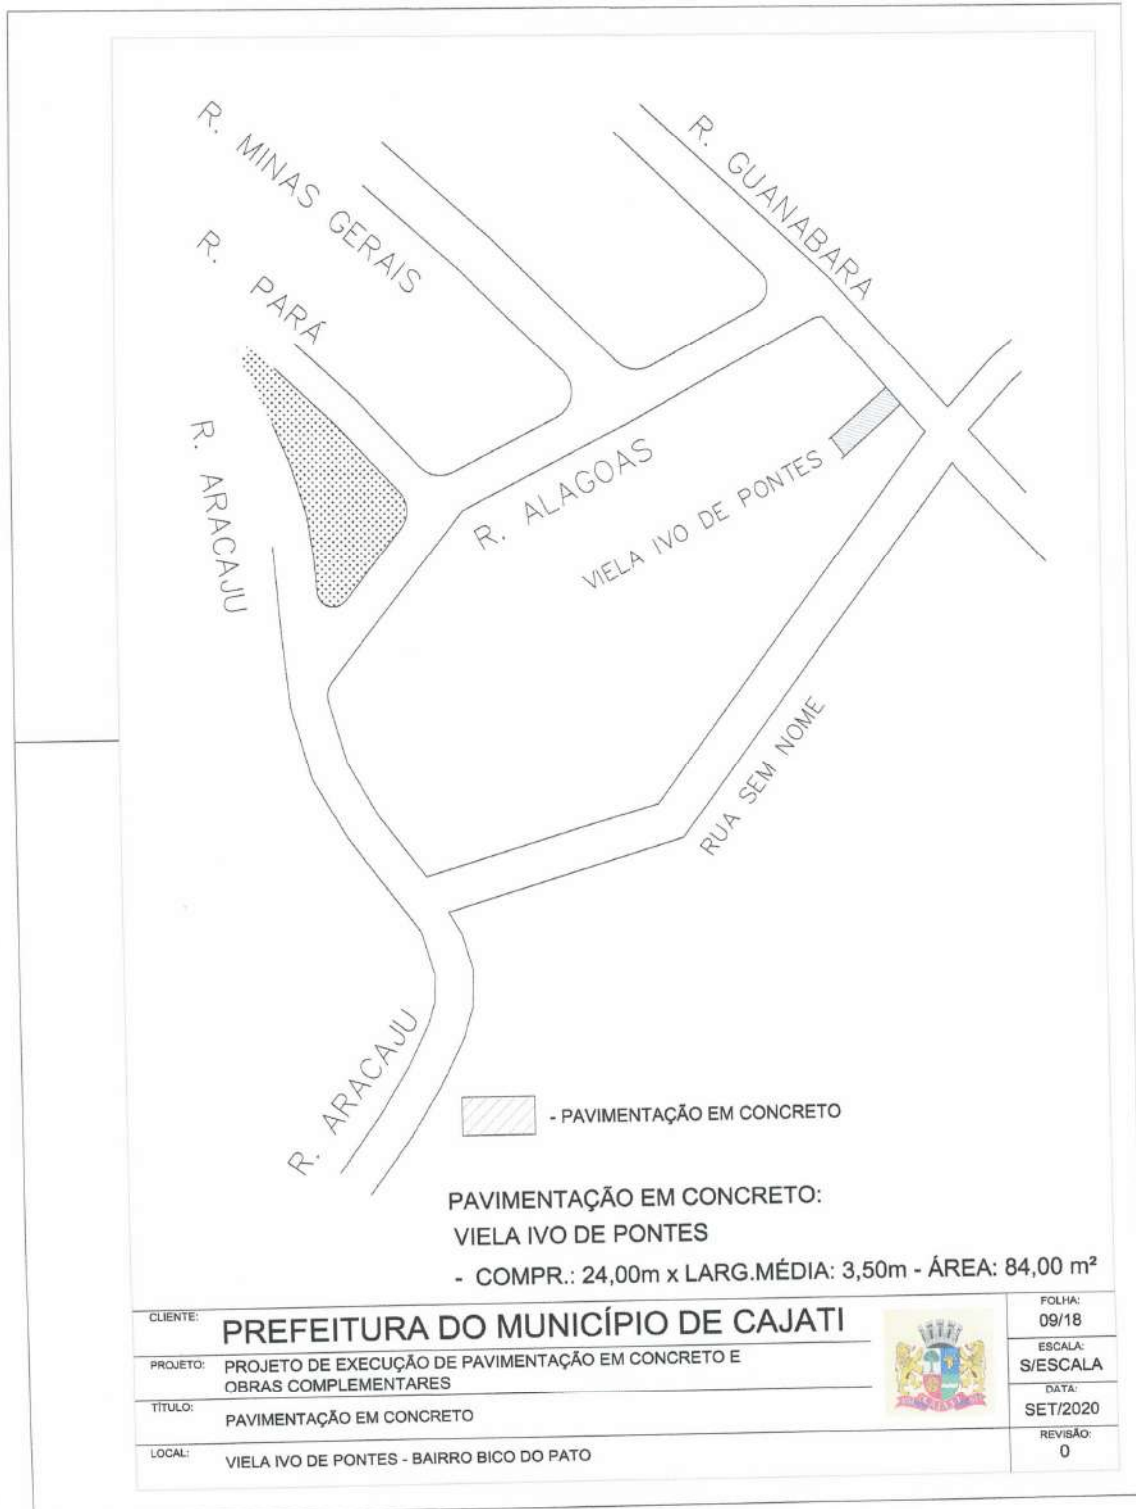 R. MINAS GERAIS
R. GUANABARA
R. PARÁ
R. ARACAJU
R. ALAGOAS
VIELA IVO DE PONTES
RUA SEM NOME
R. ARACAJU
- PAVIMENTAÇÃO EM CONCRETO
PAVIMENTAÇÃO EM CONCRETO:
VIELA IVO DE PONTES
- COMPR.: 24,00m x LARG.MÉDIA: 3,50m - ÁREA: 84,00 m²
CLIENTE: PREFEITURA DO MUNICÍPIO DE CAJATI
PROJETO: PROJETO DE EXECUÇÃO DE PAVIMENTAÇÃO EM CONCRETO E
OBRAS COMPLEMENTARES
TÍTULO: PAVIMENTAÇÃO EM CONCRETO
LOCAL: VIELA IVO DE PONTES - BAIRRO BICO DO PATO
FOLHA:
09/18
ESCALA:
S/ESCALA
DATA:
SET/2020
REVISÃO:
0